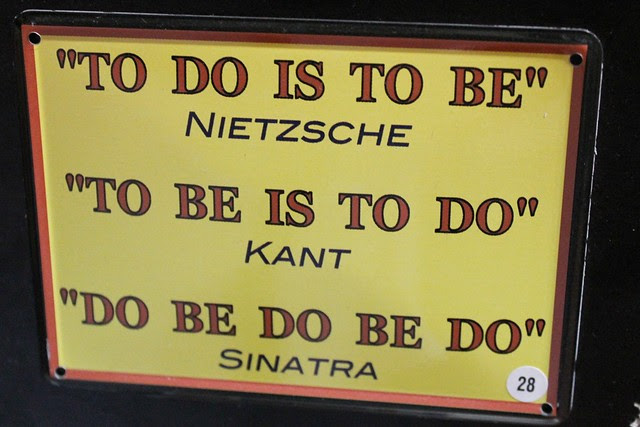 "TO DO IS TO BE"
NIETZSCHE
"TO BE IS TO DO"
KANT
"DO BE DO BE DO"
SINATRA
28